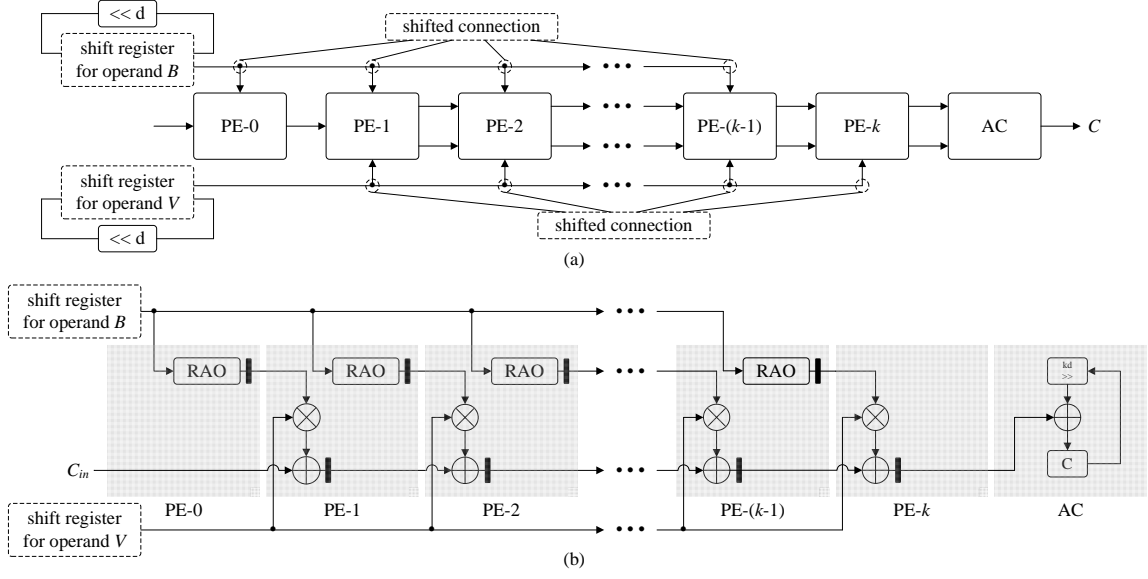 << d
shifted connection
shift register
for operand B
PE-0
PE-1
PE-2
PE-(k-1)
PE-k
AC
C
shift register
for operand V
<< d
shifted connection
(a)
shift register
for operand B
RAO
RAO
RAO
RAO
kd
>>
C
C_in
PE-0
PE-1
PE-2
PE-(k-1)
PE-k
AC
shift register
for operand V
(b)